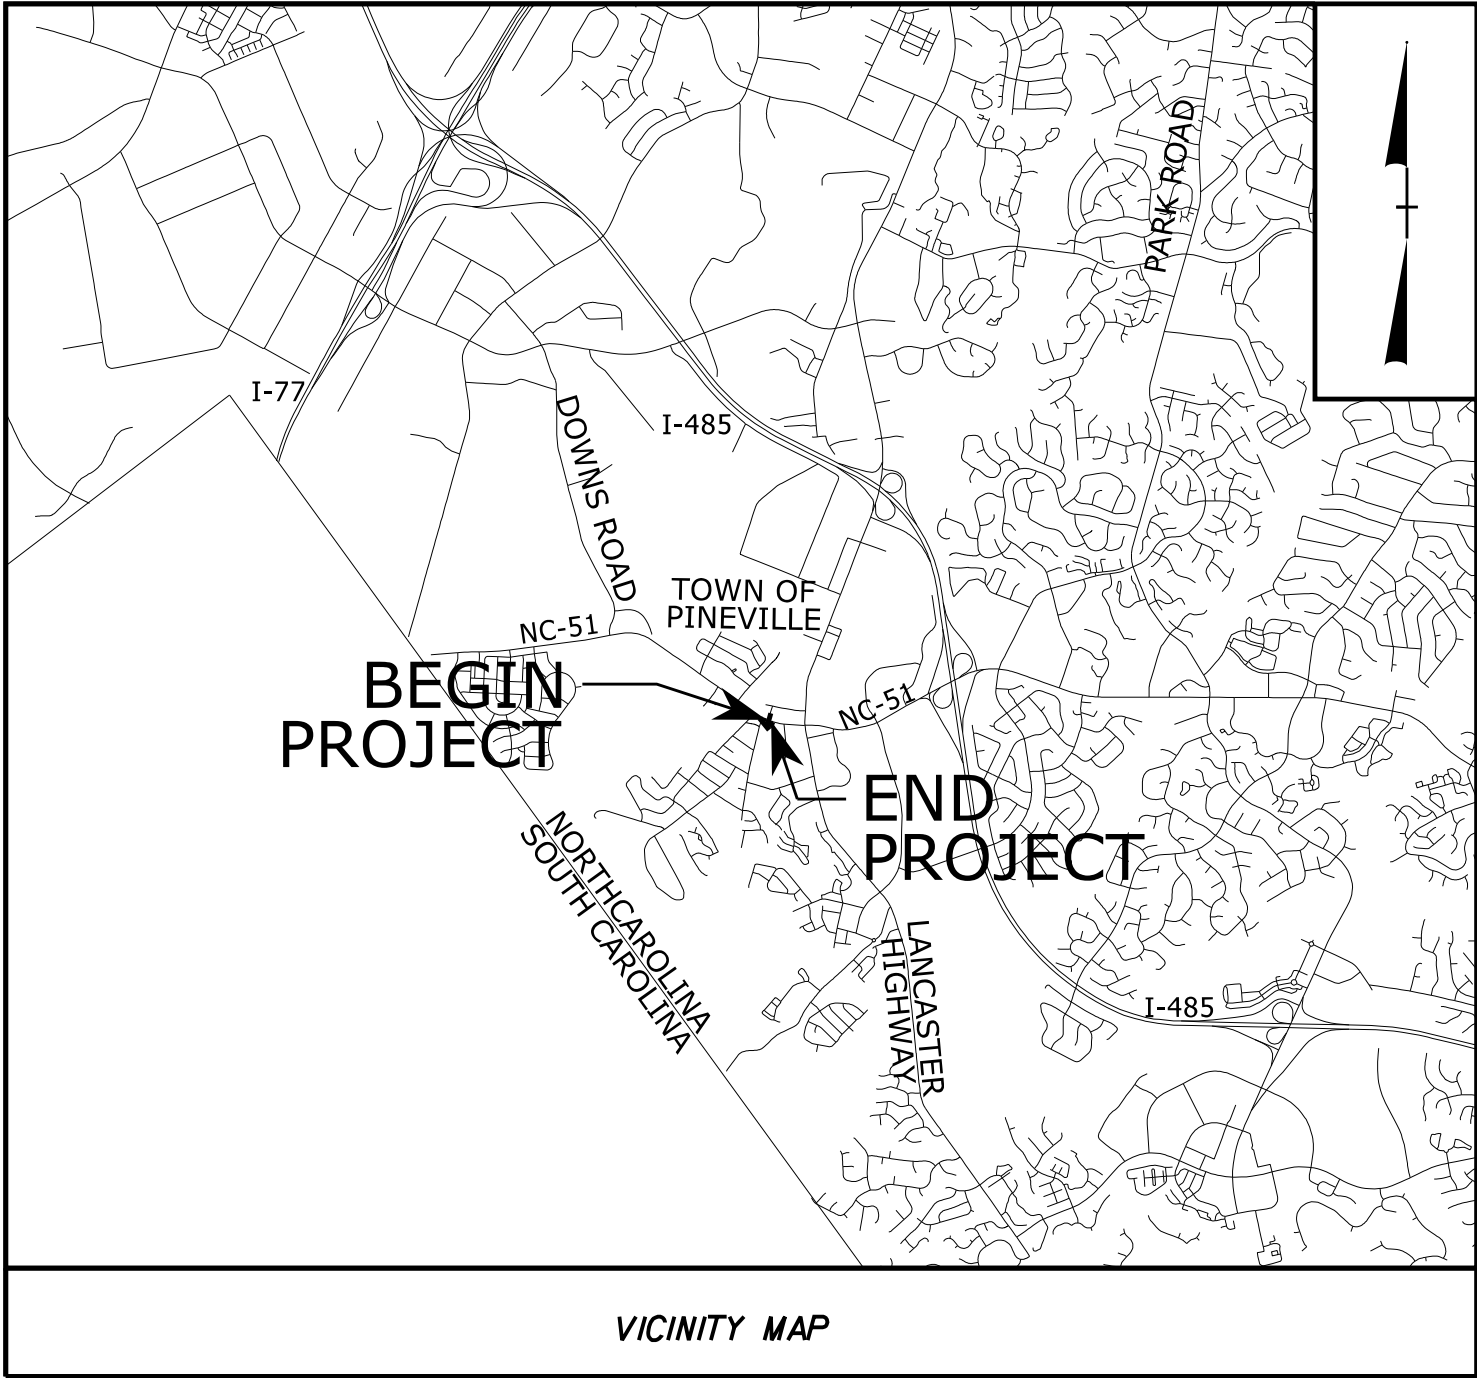 PARK ROAD
I-77
DOWNS ROAD
I-485
TOWN OF
PINEVILLE
NC-51
BEGIN
PROJECT
NC-51
END
PROJECT
NORTHCAROLINA
SOUTH CAROLINA
LANCASTER
HIGHWAY
I-485
VICINITY MAP